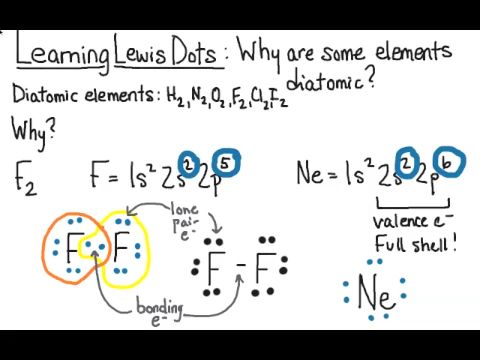 Learning Lewis Dots: Why are some elements
diatomic?
Diatomic elements: H₂, N₂, O₂, F₂, Cl₂, I₂
Why?
F₂ F = 1s² 2s² 2p⁵ Ne = 1s² 2s² 2p⁶
valence e⁻
Full shell!
lone
pair
e⁻
F F
F - F
bonding
e⁻
Ne